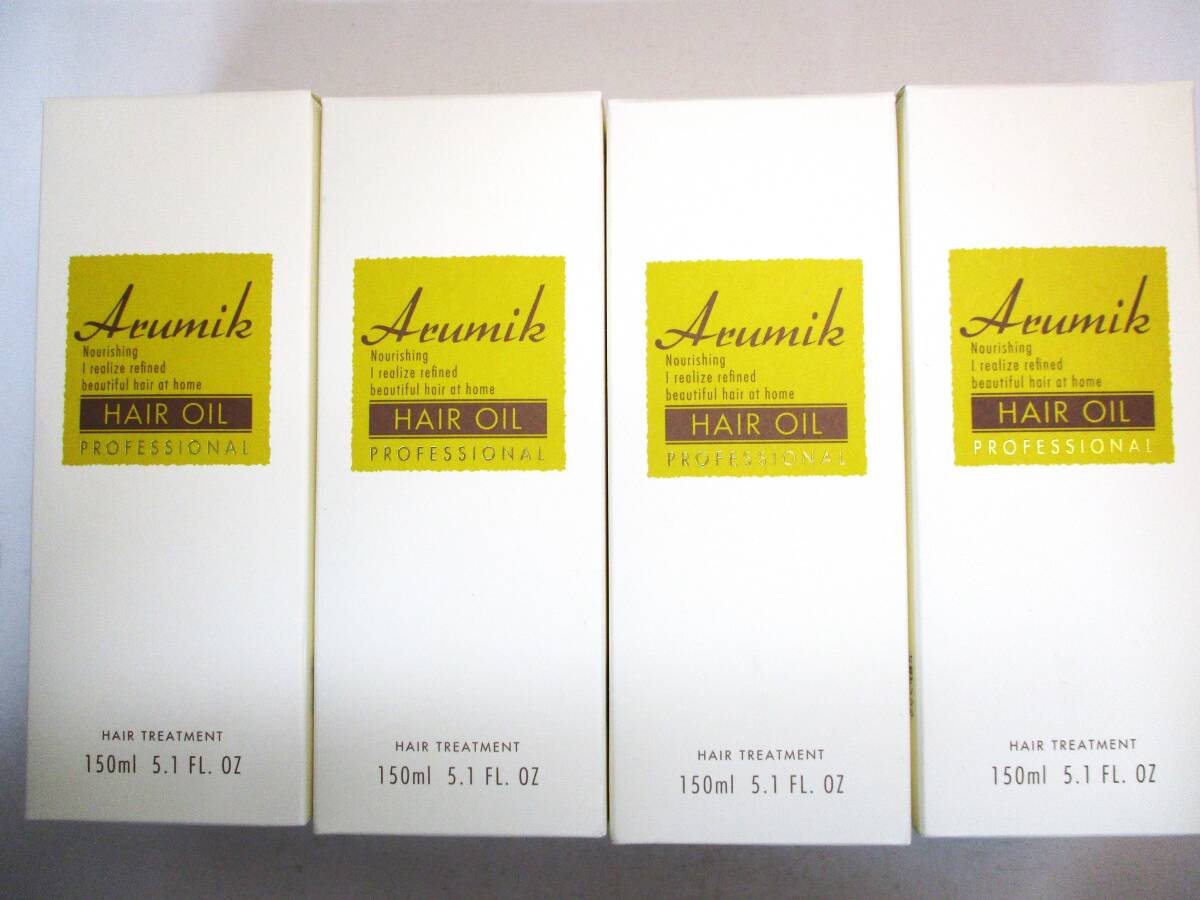 Arumik
Nourishing
I realize refined
beautiful hair at home
HAIR OIL
PROFESSIONAL
HAIR TREATMENT
150ml 5.1 FL. OZ
Arumik
Nourishing
I realize refined
beautiful hair at home
HAIR OIL
PROFESSIONAL
HAIR TREATMENT
150ml 5.1 FL. OZ
Arumik
Nourishing
I realize refined
beautiful hair at home
HAIR OIL
PROFESSIONAL
HAIR TREATMENT
150ml 5.1 FL. OZ
Arumik
Nourishing
I realize refined
beautiful hair at home
HAIR OIL
PROFESSIONAL
HAIR TREATMENT
150ml 5.1 FL. OZ